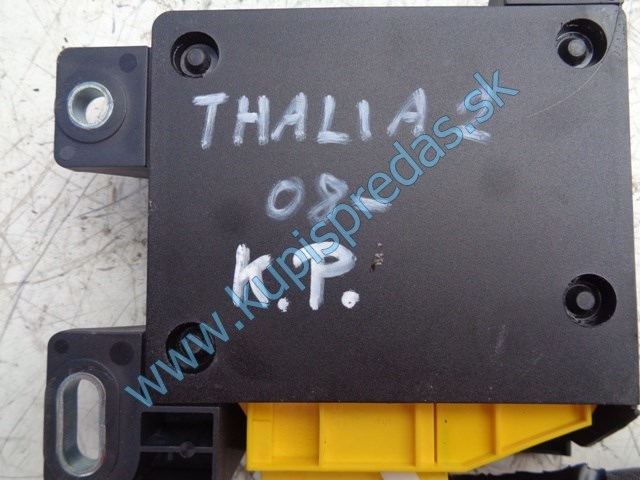 THALIA 2
08-
K.P.
www.kupispredas.sk